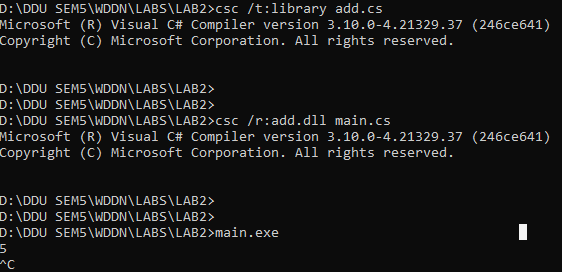 D:\DDU SEM5\WDDN\LABS\LAB2>csc /t:library add.cs
Microsoft (R) Visual C# Compiler version 3.10.0-4.21329.37 (246ce641)
Copyright (C) Microsoft Corporation. All rights reserved.
D:\DDU SEM5\WDDN\LABS\LAB2>
D:\DDU SEM5\WDDN\LABS\LAB2>
D:\DDU SEM5\WDDN\LABS\LAB2>csc /r:add.dll main.cs
Microsoft (R) Visual C# Compiler version 3.10.0-4.21329.37 (246ce641)
Copyright (C) Microsoft Corporation. All rights reserved.
D:\DDU SEM5\WDDN\LABS\LAB2>
D:\DDU SEM5\WDDN\LABS\LAB2>
D:\DDU SEM5\WDDN\LABS\LAB2>main.exe
5
^C